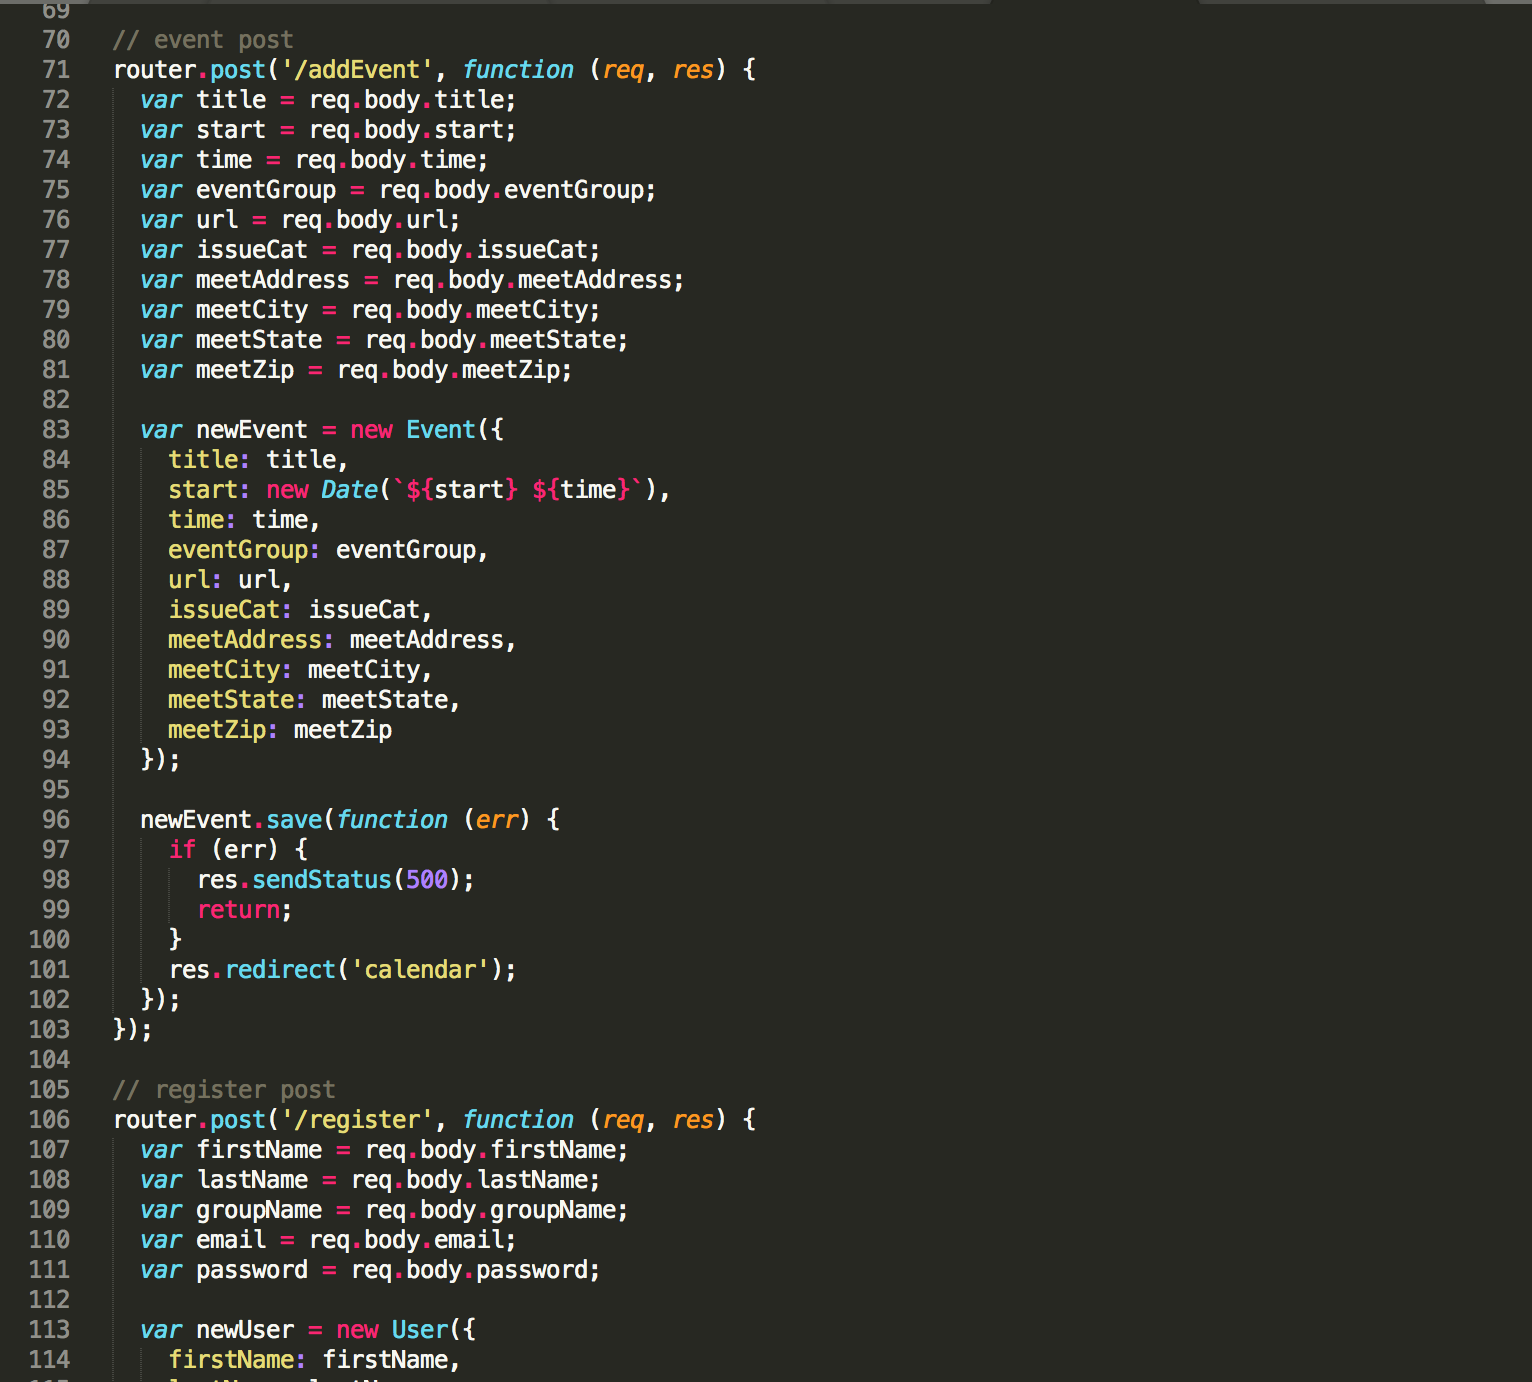 69
70 // event post
71 router.post('/addEvent', function (req, res) {
72 var title = req.body.title;
73 var start = req.body.start;
74 var time = req.body.time;
75 var eventGroup = req.body.eventGroup;
76 var url = req.body.url;
77 var issueCat = req.body.issueCat;
78 var meetAddress = req.body.meetAddress;
79 var meetCity = req.body.meetCity;
80 var meetState = req.body.meetState;
81 var meetZip = req.body.meetZip;
82
83 var newEvent = new Event({
84 title: title,
85 start: new Date(`${start} ${time}`),
86 time: time,
87 eventGroup: eventGroup,
88 url: url,
89 issueCat: issueCat,
90 meetAddress: meetAddress,
91 meetCity: meetCity,
92 meetState: meetState,
93 meetZip: meetZip
94 });
95
96 newEvent.save(function (err) {
97 if (err) {
98 res.sendStatus(500);
99 return;
100 }
101 res.redirect('calendar');
102 });
103 });
104
105 // register post
106 router.post('/register', function (req, res) {
107 var firstName = req.body.firstName;
108 var lastName = req.body.lastName;
109 var groupName = req.body.groupName;
110 var email = req.body.email;
111 var password = req.body.password;
112
113 var newUser = new User({
114 firstName: firstName,